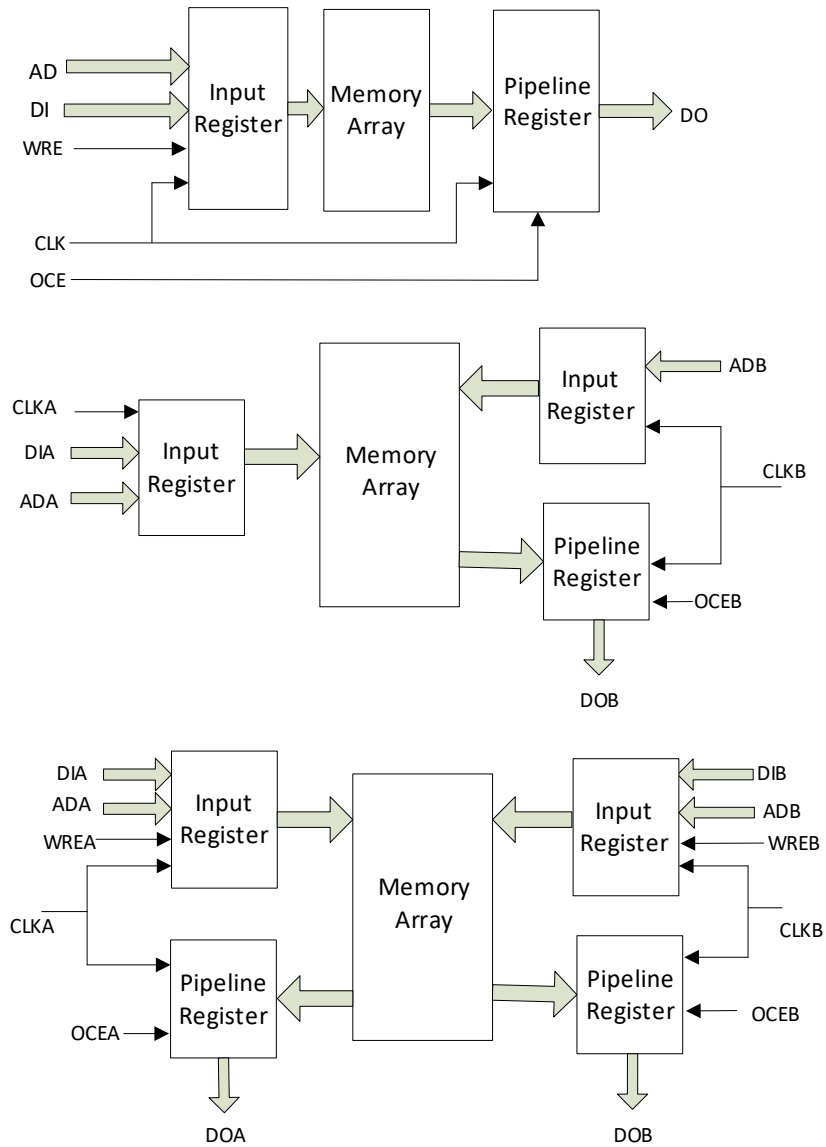 AD
DI
WRE
CLK
OCE
Input
Register
Memory
Array
Pipeline
Register
DO
CLKA
DIA
ADA
Input
Register
Memory
Array
Input
Register
ADB
CLKB
Pipeline
Register
OCEB
DOB
DIA
ADA
WREA
CLKA
OCEA
Input
Register
Pipeline
Register
DOA
Memory
Array
Input
Register
DIB
ADB
WREB
CLKB
Pipeline
Register
OCEB
DOB